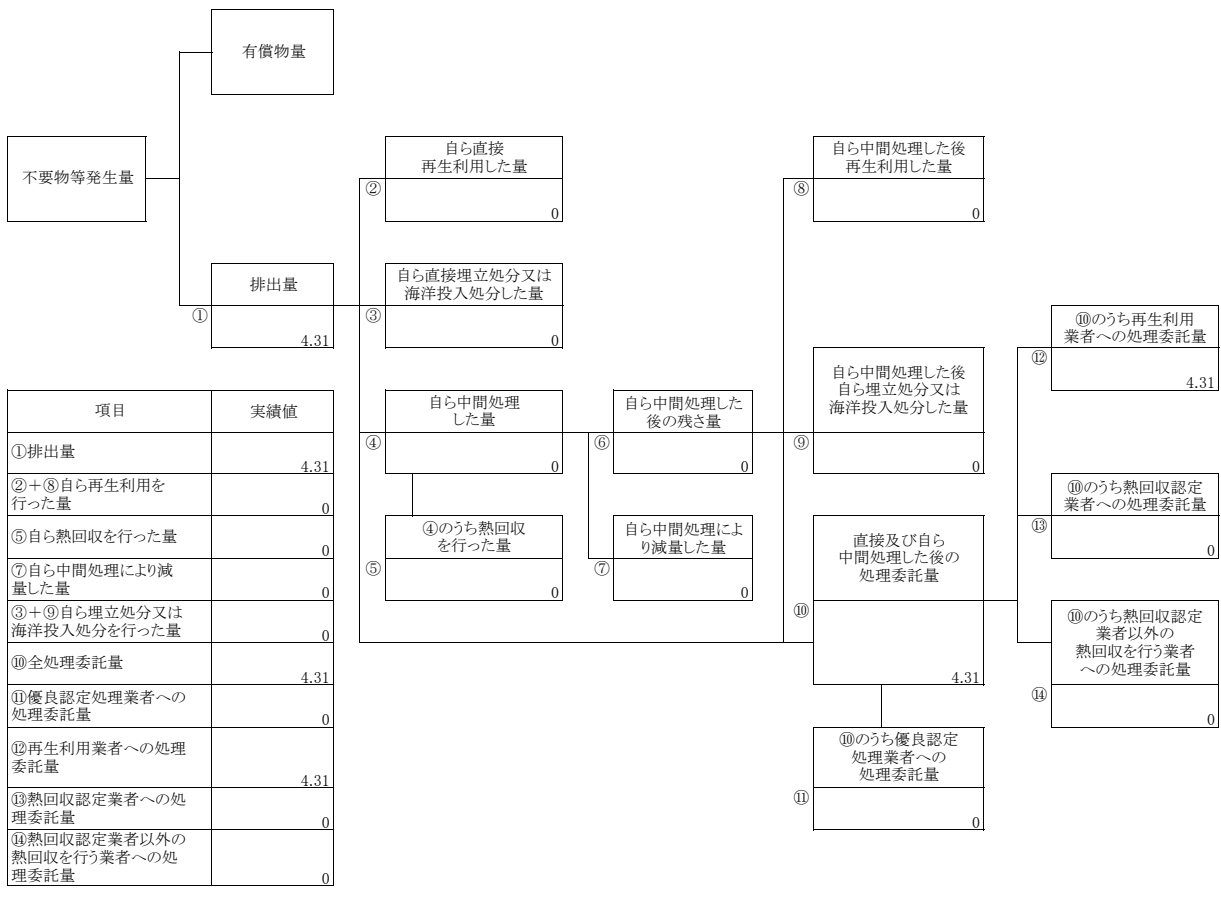 有償物量
不要物等発生量
排出量
①
4.31
自ら直接
再生利用した量
②
0
自ら直接埋立処分又は
海洋投入処分した量
③
0
自ら中間処理
した量
④
0
④のうち熱回収
を行った量
⑤
0
自ら中間処理した
後の残さ量
⑥
0
自ら中間処理によ
り減量した量
⑦
0
自ら中間処理した後
再生利用した量
⑧
0
自ら中間処理した後
自ら埋立処分又は
海洋投入処分した量
⑨
0
直接及び自ら
中間処理した後の
処理委託量
⑩
4.31
⑩のうち優良認定
処理業者への
処理委託量
⑪
0
⑩のうち再生利用
業者への処理委託量
⑫
4.31
⑩のうち熱回収認定
業者への処理委託量
⑬
0
⑩のうち熱回収認定
業者以外の
熱回収を行う業者
への処理委託量
⑭
0
項目 実績値
①排出量
4.31
②＋⑧自ら再生利用を
行った量
0
⑤自ら熱回収を行った量
0
⑦自ら中間処理により減
量した量
0
③＋⑨自ら埋立処分又は
海洋投入処分を行った量
0
⑩全処理委託量
4.31
⑪優良認定処理業者への
処理委託量
0
⑫再生利用業者への処理
委託量
4.31
⑬熱回収認定業者への処
理委託量
0
⑭熱回収認定業者以外の
熱回収を行う業者への処
理委託量
0